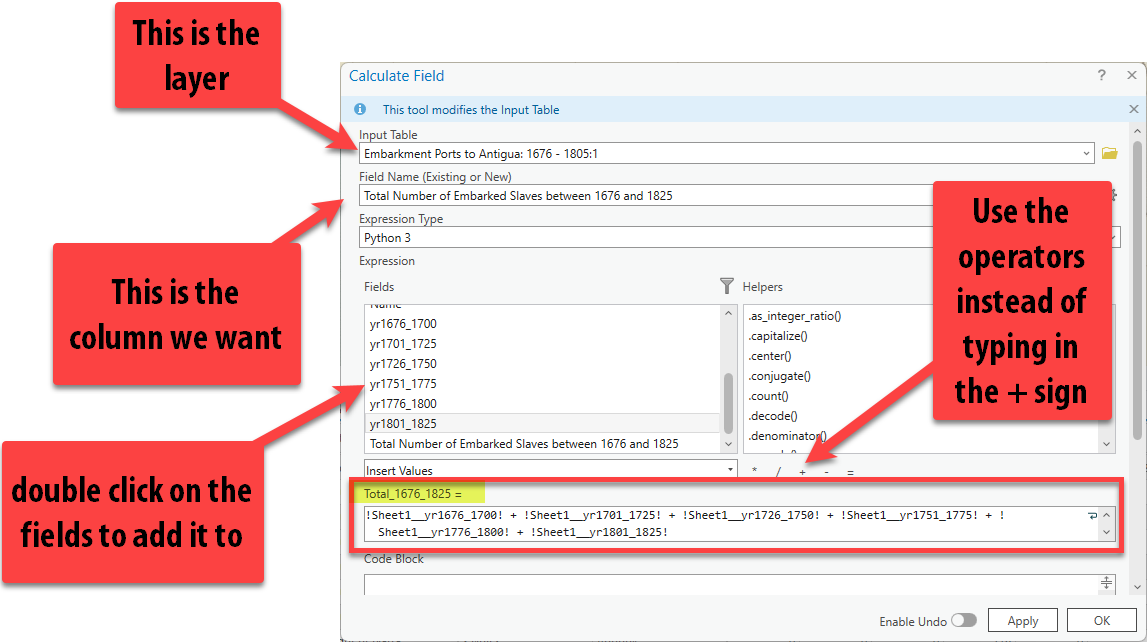 This is the
layer
Calculate Field
?
This tool modifies the Input Table
Input Table
Embarkment Ports to Antigua: 1676 - 1805:1
Field Name (Existing or New)
Total Number of Embarked Slaves between 1676 and 1825
Expression Type
Python 3
Expression
This is the
column we want
Use the
operators
instead of
typing in
the + sign
Fields
Helpers
Name
yr1676_1700
yr1701_1725
yr1726_1750
yr1751_1775
yr1776_1800
yr1801_1825
Total Number of Embarked Slaves between 1676 and 1825
.as_integer_ratio()
.capitalize()
.center()
.conjugate()
.count()
.decode()
.denominator()
double click on the
fields to add it to
Insert Values
* / + - =
Total_1676_1825 =
!Sheet1__yr1676_1700! + !Sheet1__yr1701_1725! + !Sheet1__yr1726_1750! + !Sheet1__yr1751_1775! + !
Sheet1__yr1776_1800! + !Sheet1__yr1801_1825!
Code Block
Enable Undo
Apply
OK